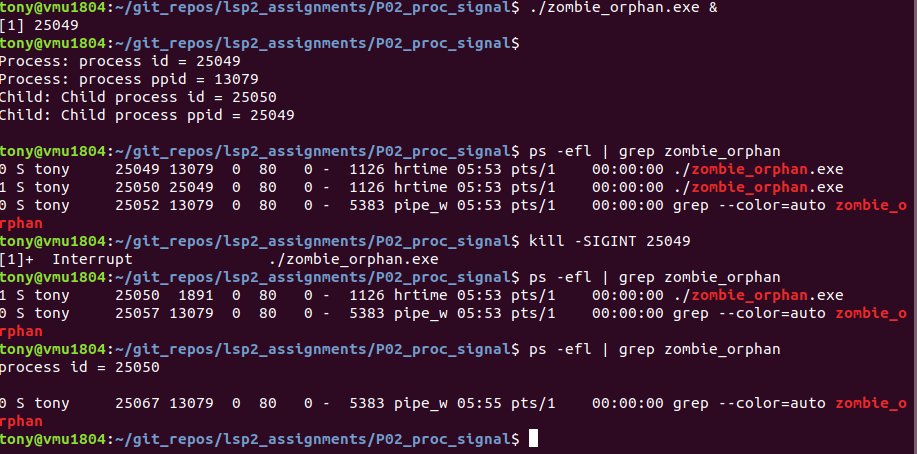 tony@vmu1804:~/git_repos/lsp2_assignments/P02_proc_signal$ ./zombie_orphan.exe &
[1] 25049
tony@vmu1804:~/git_repos/lsp2_assignments/P02_proc_signal$
Process: process id = 25049
Process: process ppid = 13079
Child: Child process id = 25050
Child: Child process ppid = 25049
tony@vmu1804:~/git_repos/lsp2_assignments/P02_proc_signal$ ps -efl | grep zombie_orphan
0 S tony     25049 13079  0  80   0 -  1126 hrtime 05:53 pts/1    00:00:00 ./zombie_orphan.exe
1 S tony     25050 25049  0  80   0 -  1126 hrtime 05:53 pts/1    00:00:00 ./zombie_orphan.exe
0 S tony     25052 13079  0  80   0 -  5383 pipe_w 05:53 pts/1    00:00:00 grep --color=auto zombie_o
rphan
tony@vmu1804:~/git_repos/lsp2_assignments/P02_proc_signal$ kill -SIGINT 25049
[1]+  Interrupt               ./zombie_orphan.exe
tony@vmu1804:~/git_repos/lsp2_assignments/P02_proc_signal$ ps -efl | grep zombie_orphan
1 S tony     25050  1891  0  80   0 -  1126 hrtime 05:53 pts/1    00:00:00 ./zombie_orphan.exe
0 S tony     25057 13079  0  80   0 -  5383 pipe_w 05:53 pts/1    00:00:00 grep --color=auto zombie_o
rphan
tony@vmu1804:~/git_repos/lsp2_assignments/P02_proc_signal$ ps -efl | grep zombie_orphan
process id = 25050
0 S tony     25067 13079  0  80   0 -  5383 pipe_w 05:55 pts/1    00:00:00 grep --color=auto zombie_o
rphan
tony@vmu1804:~/git_repos/lsp2_assignments/P02_proc_signal$